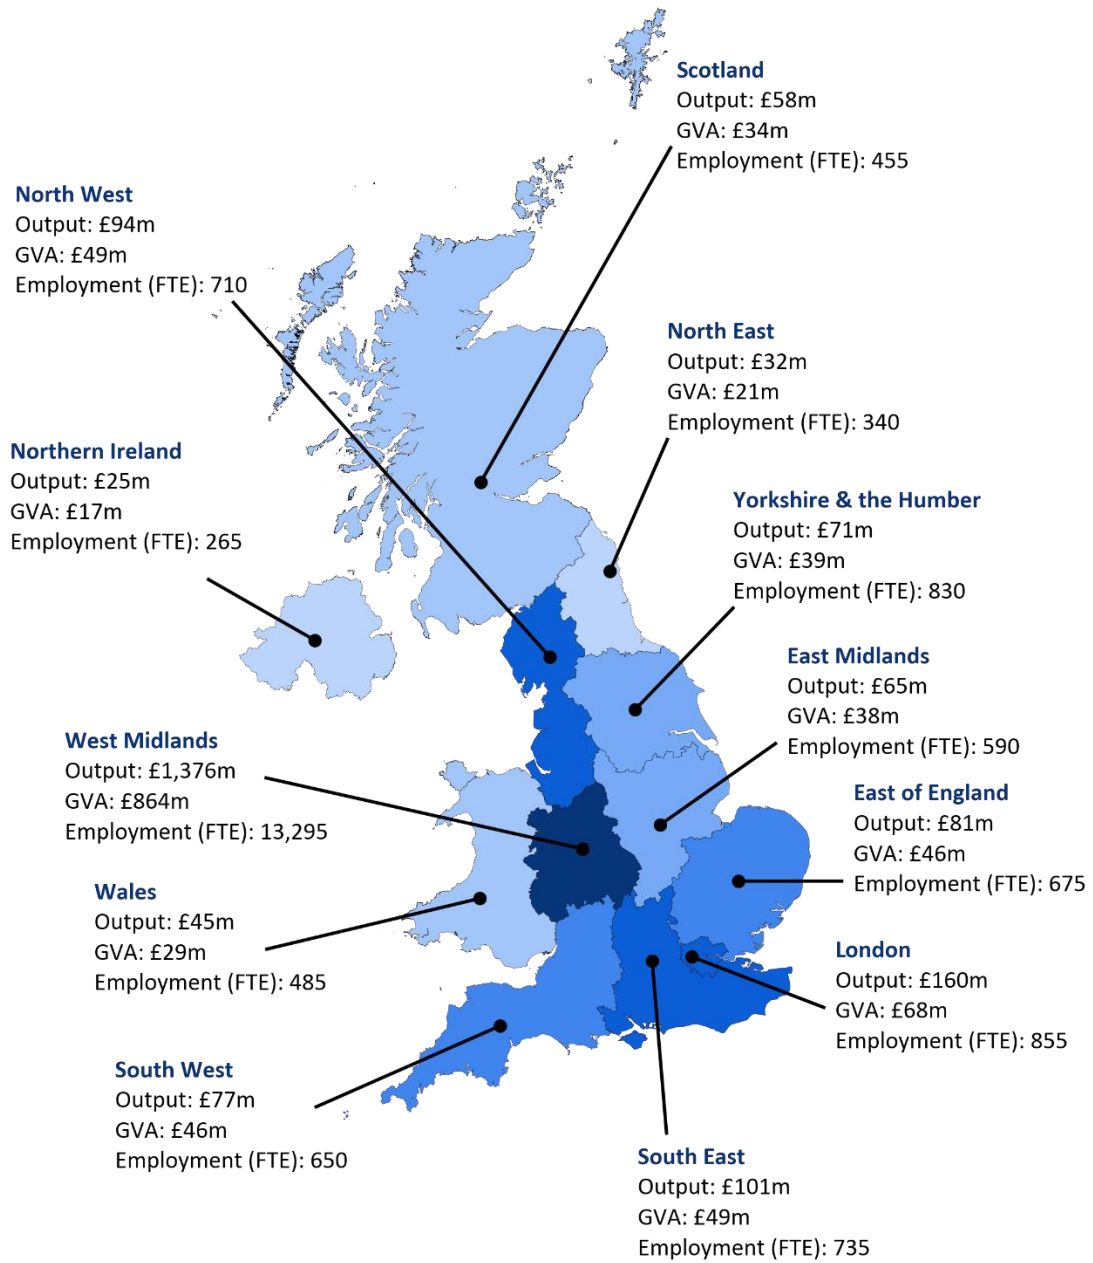 Scotland
Output: £58m
GVA: £34m
Employment (FTE): 455
North West
Output: £94m
GVA: £49m
Employment (FTE): 710
North East
Output: £32m
GVA: £21m
Employment (FTE): 340
Northern Ireland
Output: £25m
GVA: £17m
Employment (FTE): 265
Yorkshire & the Humber
Output: £71m
GVA: £39m
Employment (FTE): 830
East Midlands
Output: £65m
GVA: £38m
Employment (FTE): 590
West Midlands
Output: £1,376m
GVA: £864m
Employment (FTE): 13,295
East of England
Output: £81m
GVA: £46m
Employment (FTE): 675
Wales
Output: £45m
GVA: £29m
Employment (FTE): 485
London
Output: £160m
GVA: £68m
Employment (FTE): 855
South West
Output: £77m
GVA: £46m
Employment (FTE): 650
South East
Output: £101m
GVA: £49m
Employment (FTE): 735